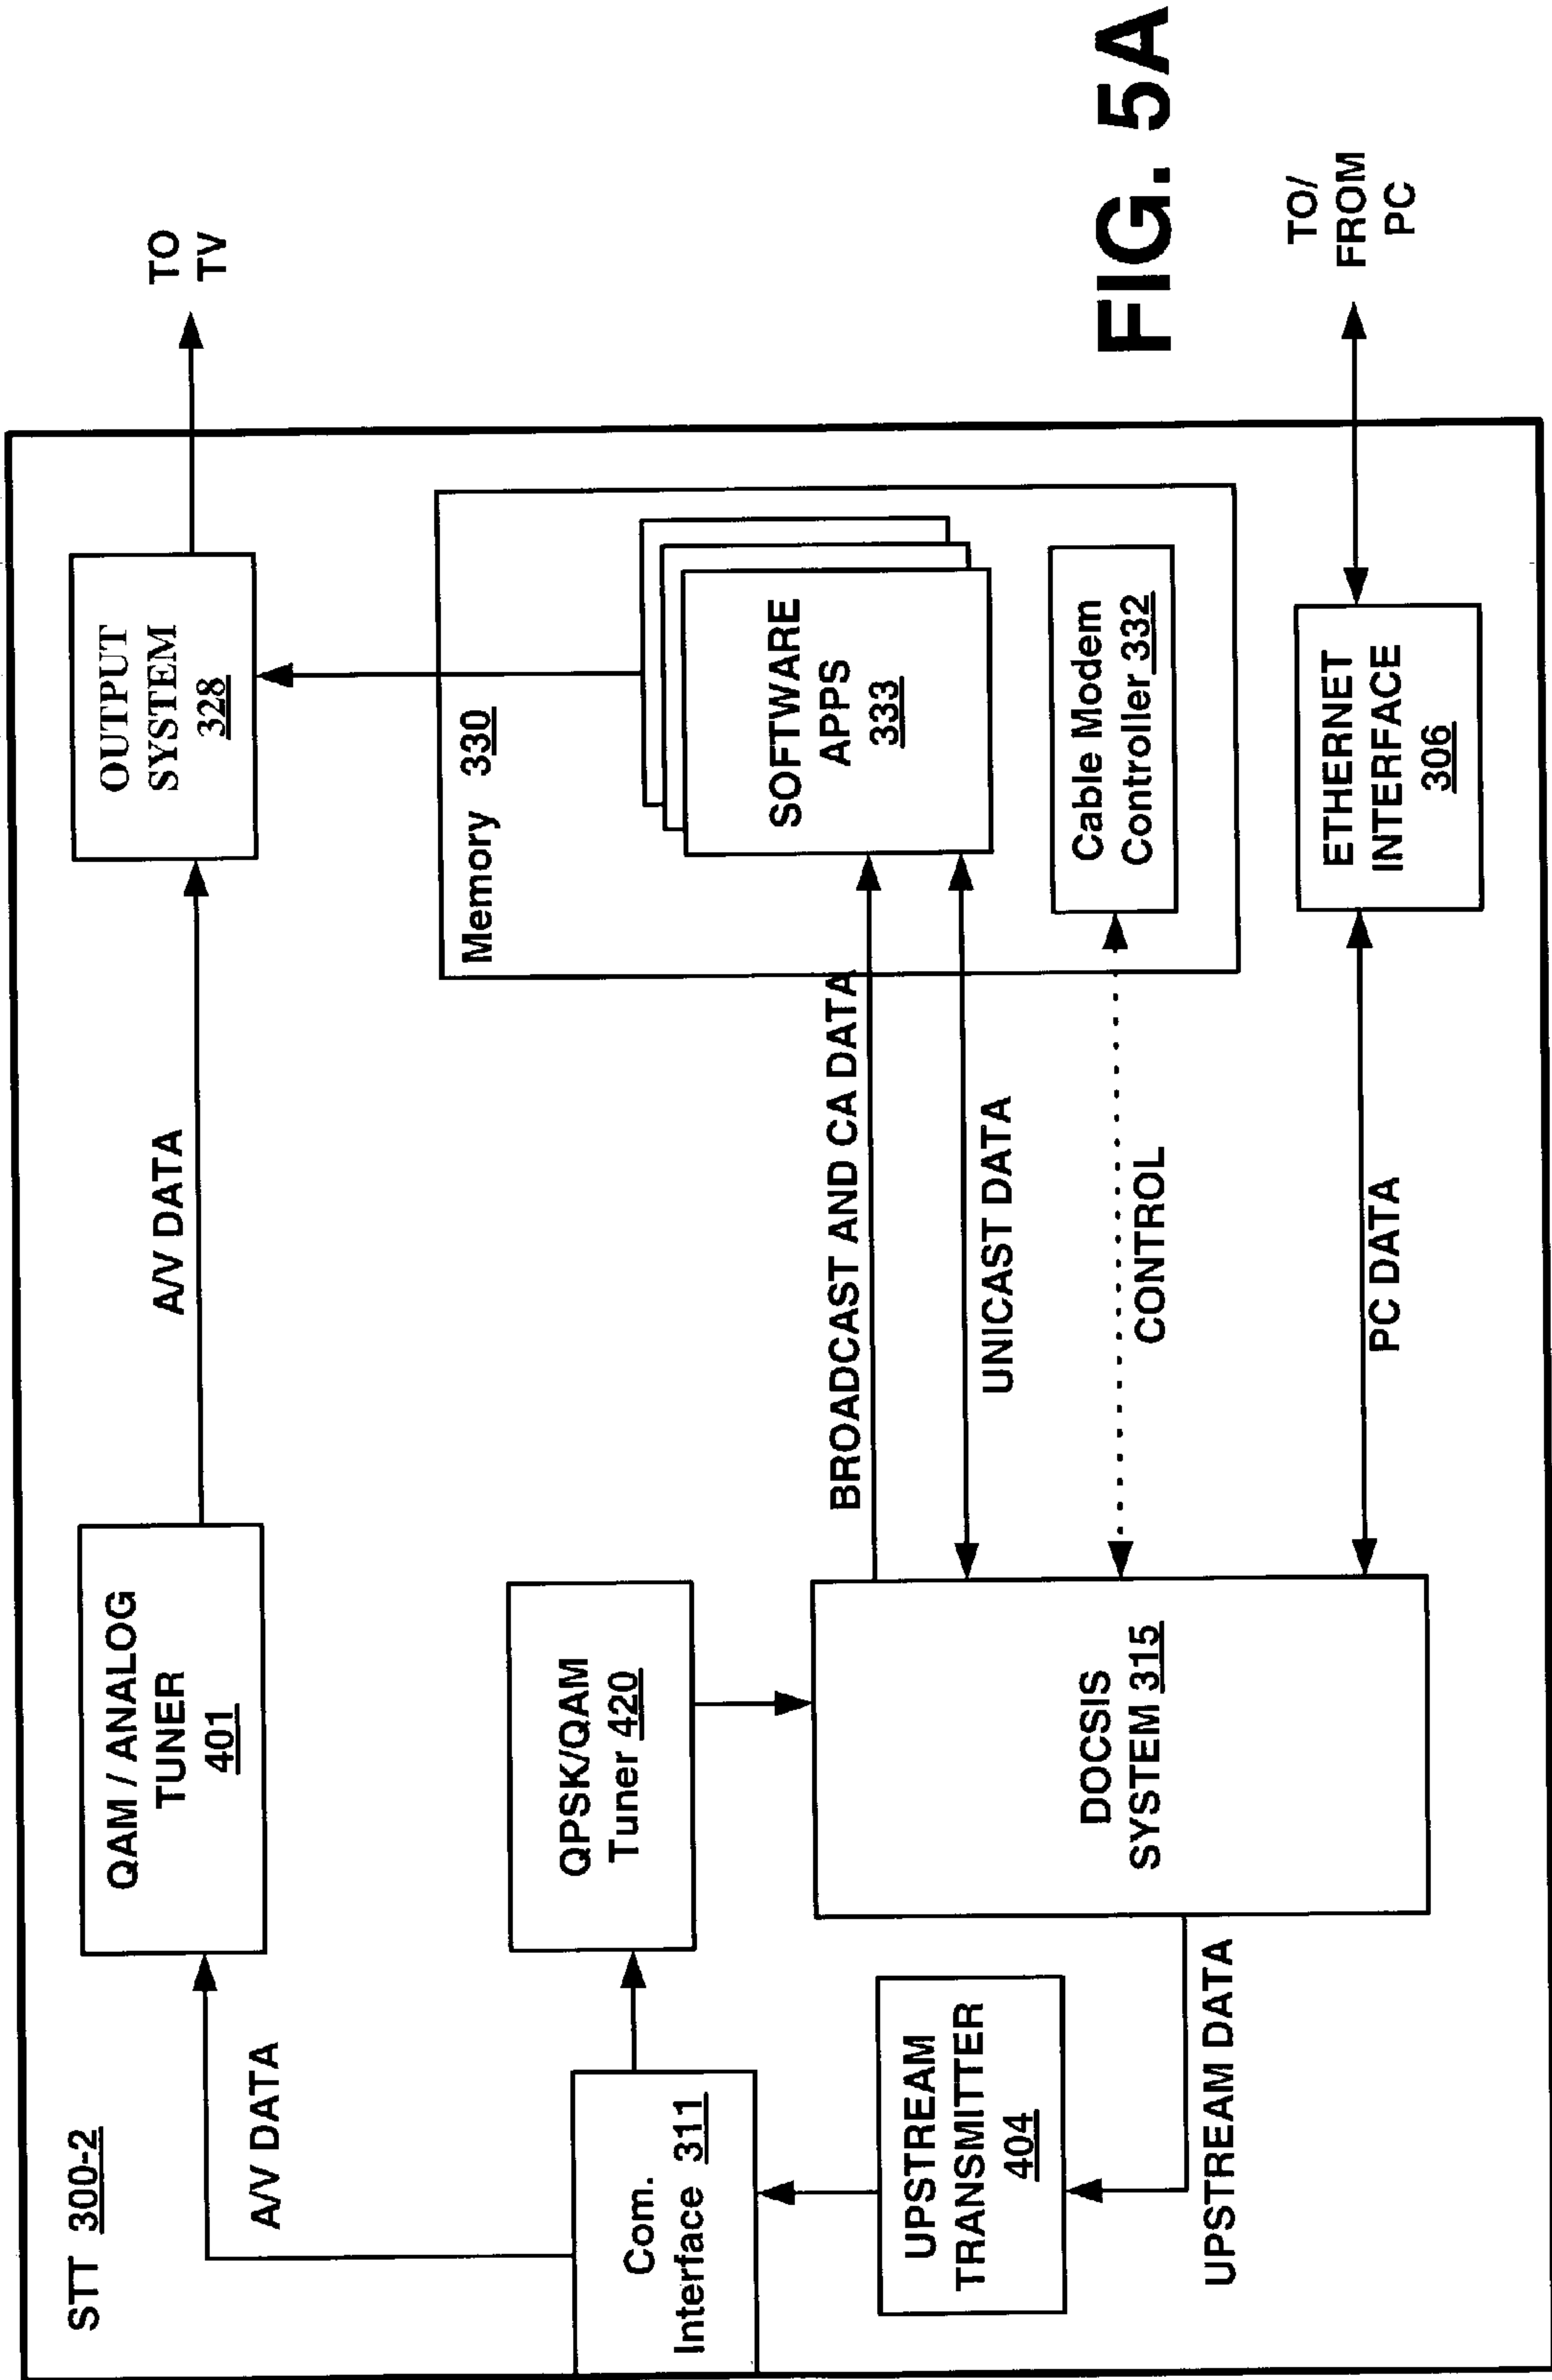 STT 300-2
A/V DATA
QAM / ANALOG
TUNER
401
A/V DATA
OUTPUT
SYSTEM
328
TO
TV
Com.
Interface 311
QPSK/QAM
Tuner 420
Memory 330
SOFTWARE
APPS
333
Cable Modem
Controller 332
UPSTREAM
TRANSMITTER
404
UPSTREAM DATA
DOCSIS
SYSTEM 315
BROADCAST AND CA DATA
UNICAST DATA
CONTROL
PC DATA
ETHERNET
INTERFACE
306
TO/
FROM
PC
FIG. 5A